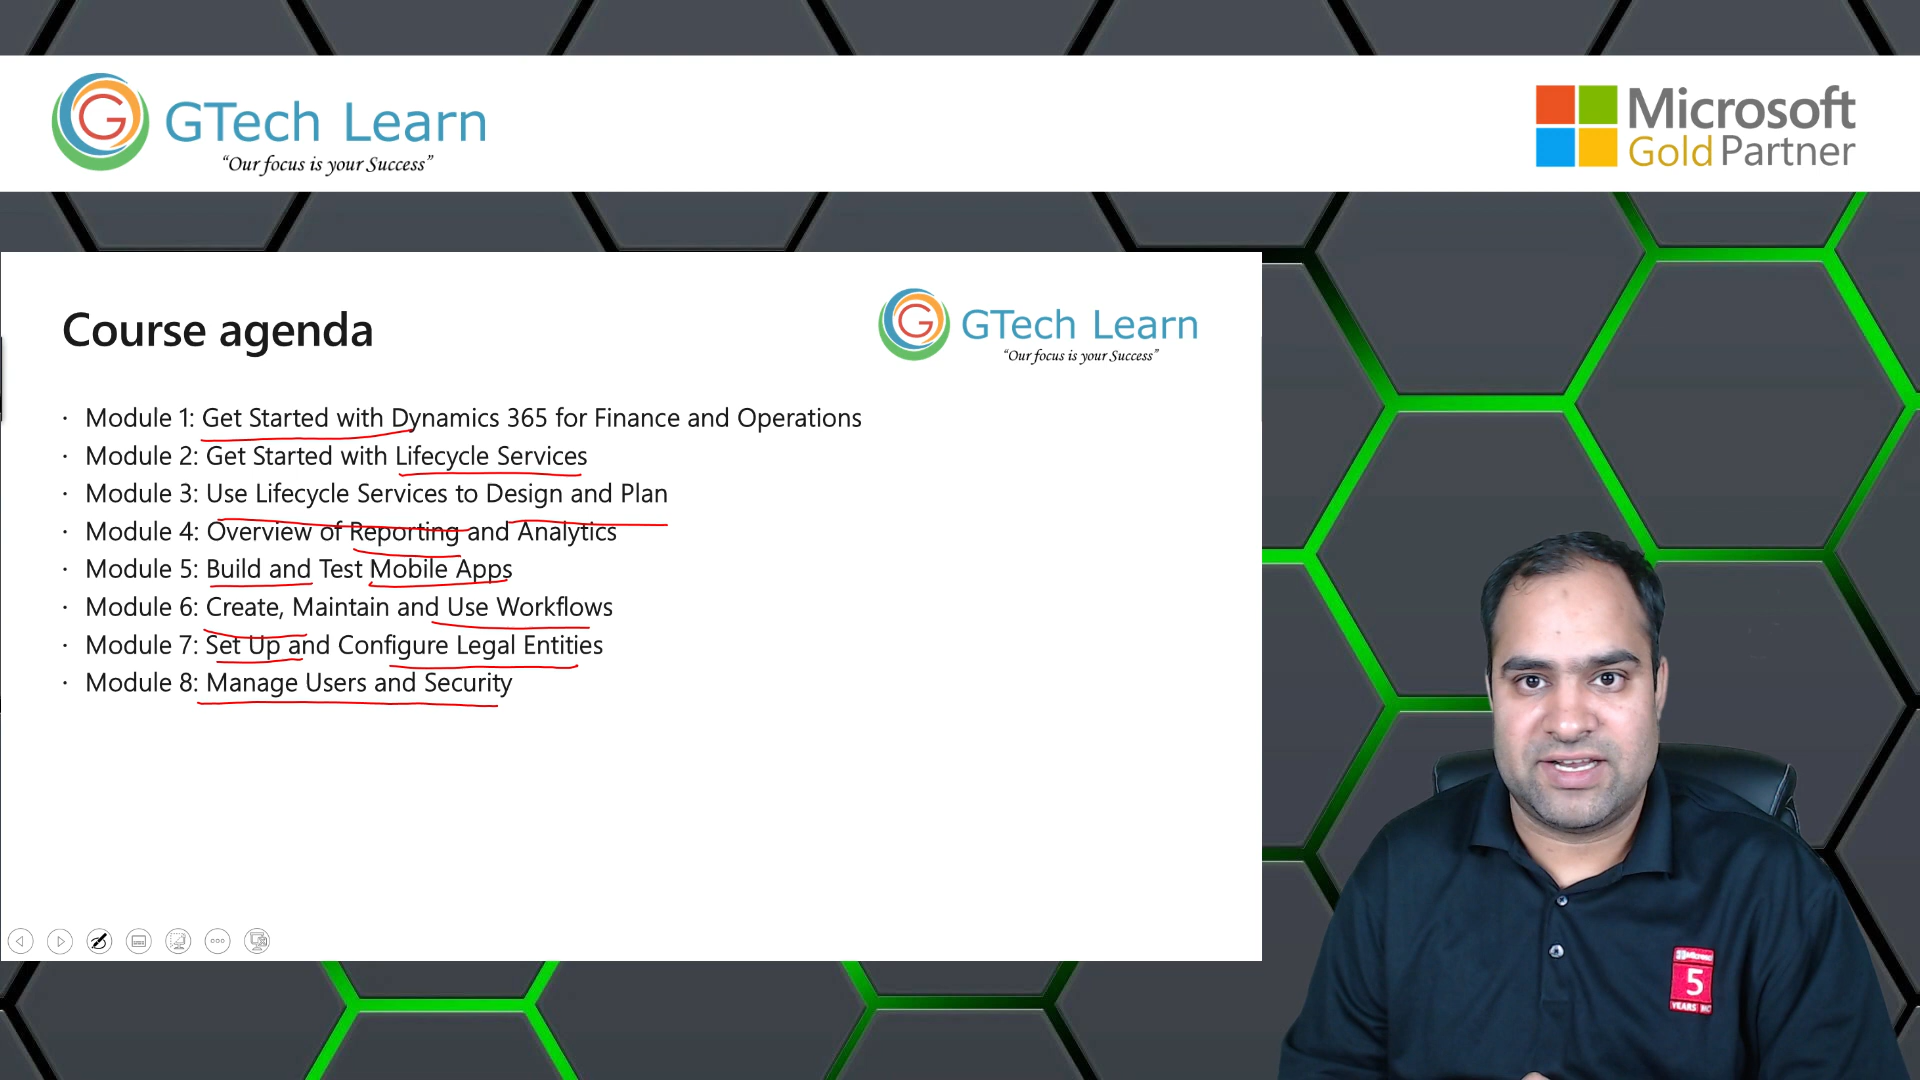 GTech Learn
“Our focus is your Success”
Microsoft
Gold Partner
Course agenda
GTech Learn
“Our focus is your Success”
· Module 1: Get Started with Dynamics 365 for Finance and Operations
· Module 2: Get Started with Lifecycle Services
· Module 3: Use Lifecycle Services to Design and Plan
· Module 4: Overview of Reporting and Analytics
· Module 5: Build and Test Mobile Apps
· Module 6: Create, Maintain and Use Workflows
· Module 7: Set Up and Configure Legal Entities
· Module 8: Manage Users and Security
5
YEARS